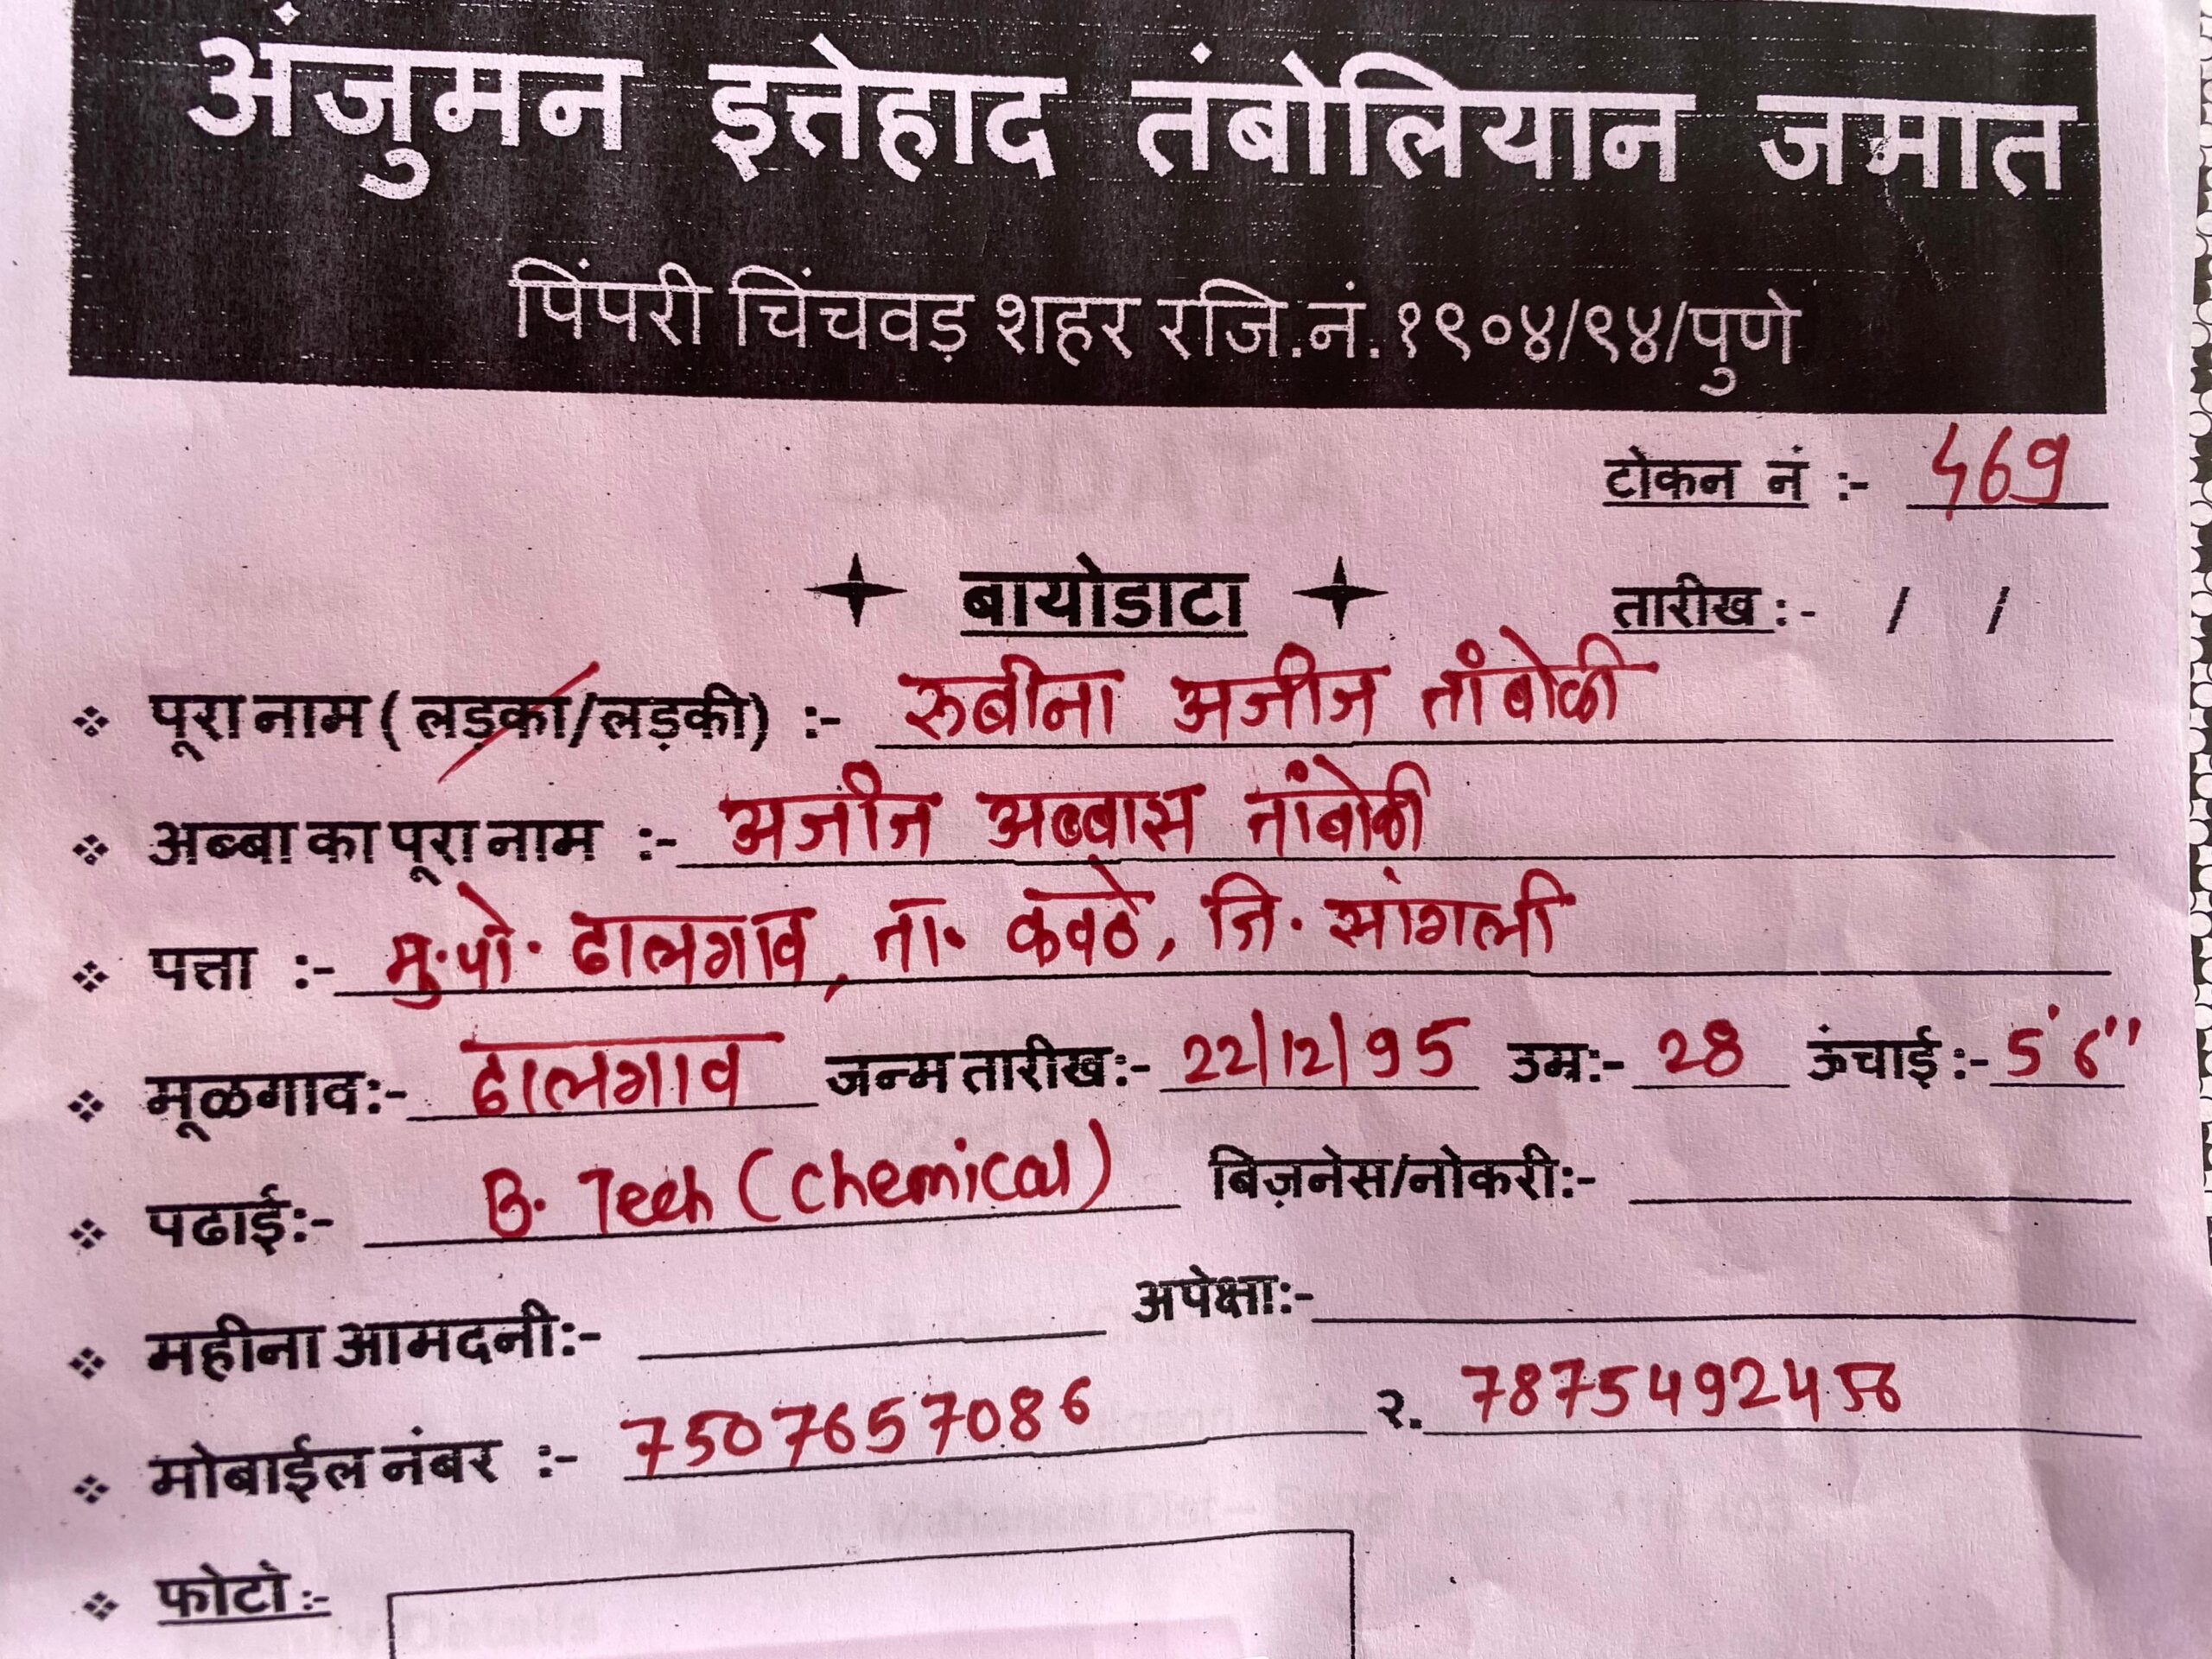 अंजुमन इत्तेहाद तंबोलियान जमात
पिंपरी चिंचवड़ शहर रजि.नं. १९०४/९४/पुणे
टोकन नं :- 469
बायोडाटा
तारीख :- / /
पूरा नाम ( लड़का/लड़की) :- रुबीना अजीज तांबोळी
अब्बा का पूरा नाम :- अजीज अब्बास तांबोळी
पत्ता :- मु.पो. ढालगाव, ता. कवठे, जि. सांगली
मूळगाव:- ढालगाव जन्म तारीख:- 22/12/95 उम्र:- 28 ऊंचाई :- 5'6"
पढाई:- B. Tech (Chemical) बिज़नेस/नोकरी:-
महीना आमदनी:- अपेक्षा:-
मोबाईल नंबर :- 7507657086 २.
फोटो :-